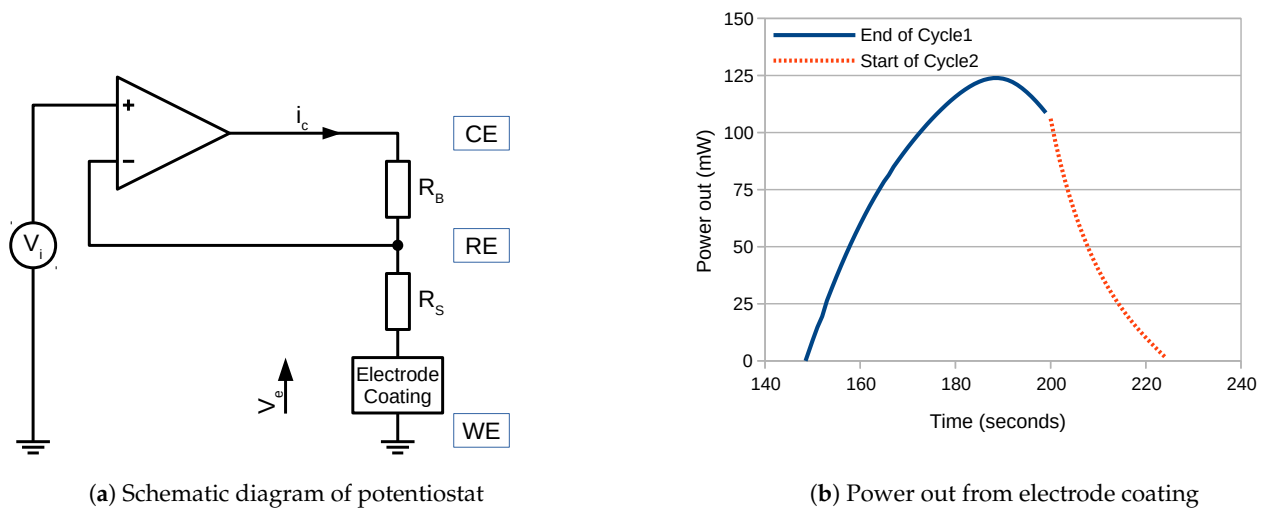 +
−
i_c
CE
R_B
V_i
RE
R_S
V_e
Electrode
Coating
WE
(a) Schematic diagram of potentiostat
150
125
100
75
50
25
0
Power out (mW)
End of Cycle1
Start of Cycle2
140 160 180 200 220 240
Time (seconds)
(b) Power out from electrode coating